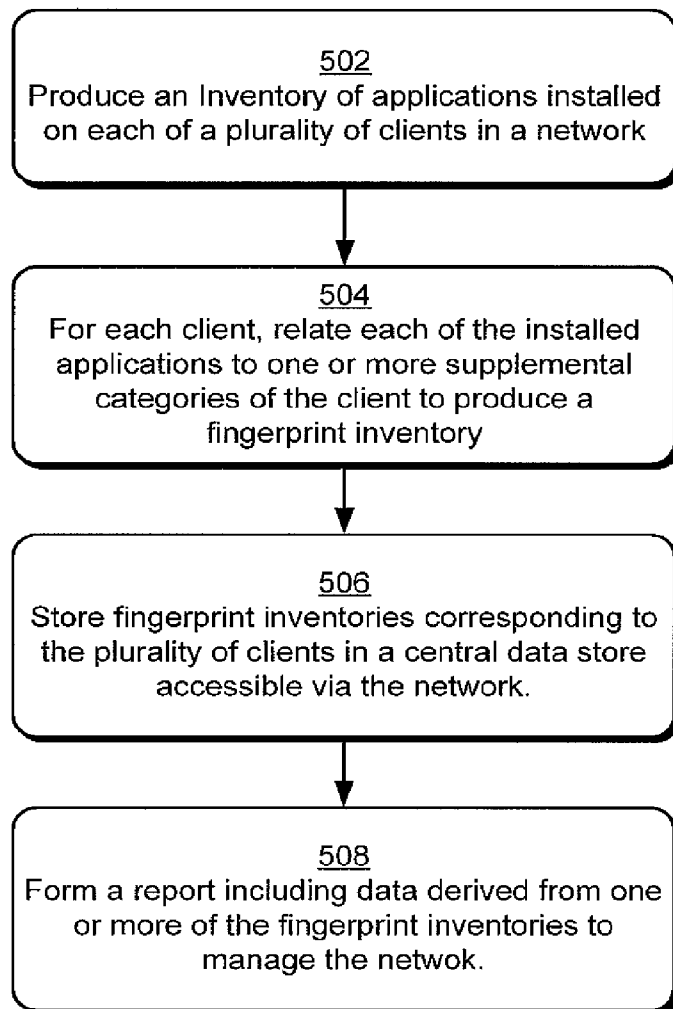 502
Produce an Inventory of applications installed
on each of a plurality of clients in a network
504
For each client, relate each of the installed
applications to one or more supplemental
categories of the client to produce a
fingerprint inventory
506
Store fingerprint inventories corresponding to
the plurality of clients in a central data store
accessible via the network.
508
Form a report including data derived from one
or more of the fingerprint inventories to
manage the netwok.